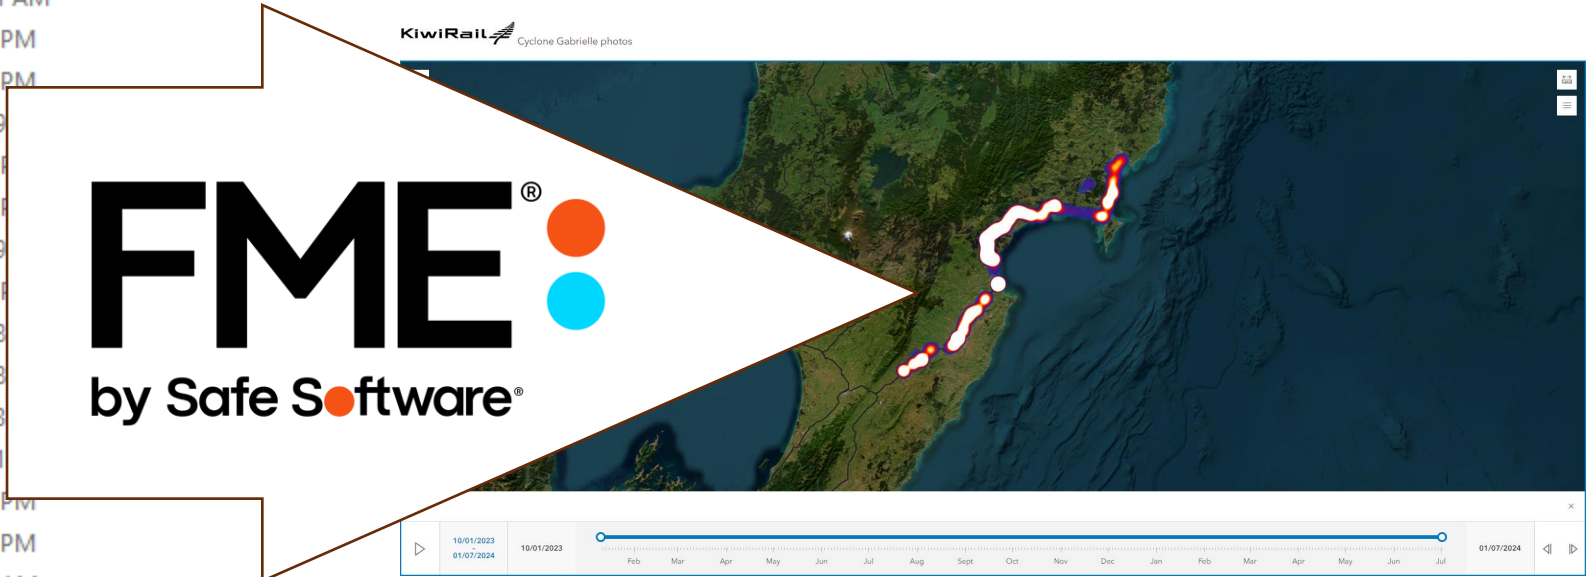 AM
PM
PM
PM
PM
FME®
by Safe Software®
KiwiRail
Cyclone Gabrielle photos
10/01/2023
-
01/07/2024
10/01/2023
Feb Mar Apr May Jun Jul Aug Sept Oct Nov Dec Jan Feb Mar Apr May Jun Jul
01/07/2024